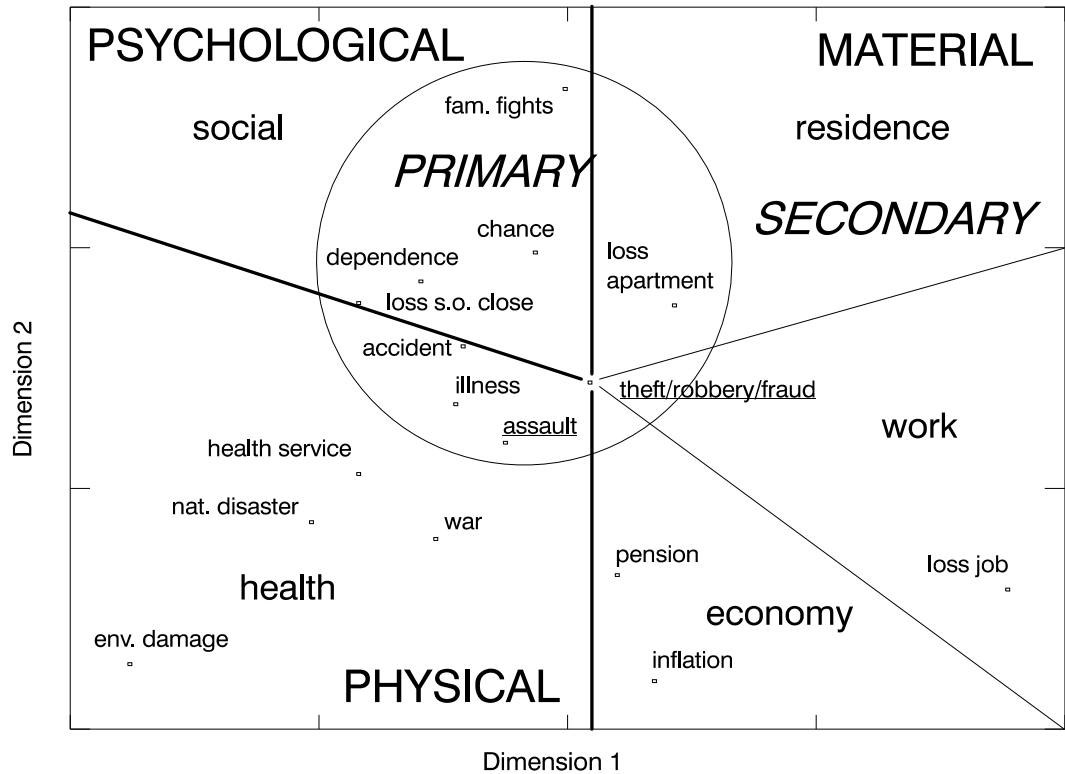 PSYCHOLOGICAL
MATERIAL
fam. fights
social
residence
PRIMARY
SECONDARY
chance
loss
apartment
dependence
loss s.o. close
accident
illness
theft/robbery/fraud
assault
work
health service
nat. disaster
war
pension
loss job
health
economy
env. damage
inflation
PHYSICAL
Dimension 2
Dimension 1